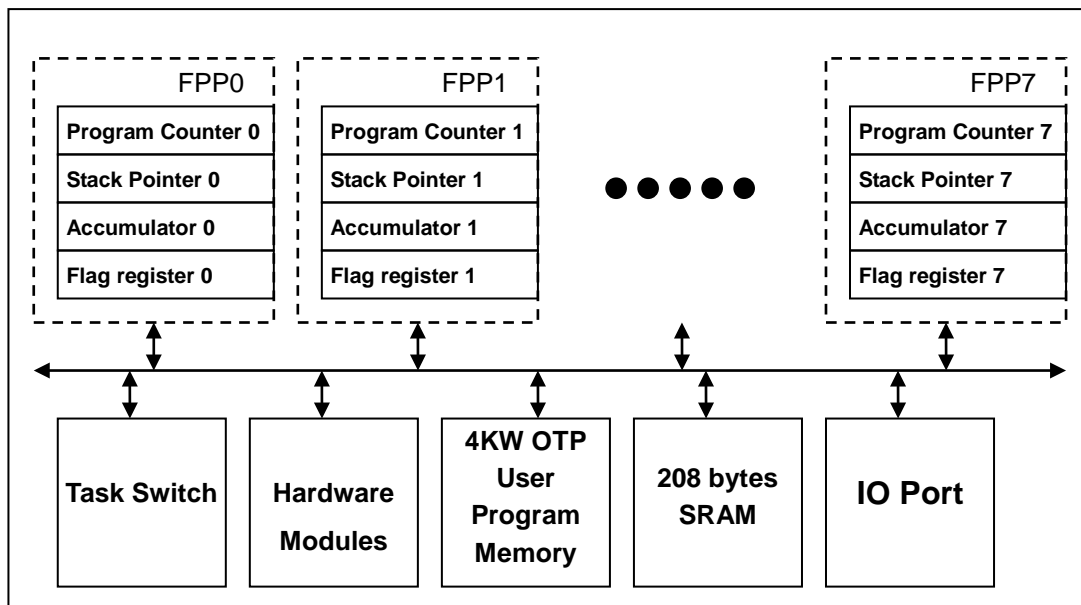 FPP0
Program Counter 0
Stack Pointer 0
Accumulator 0
Flag register 0
FPP1
Program Counter 1
Stack Pointer 1
Accumulator 1
Flag register 1
FPP7
Program Counter 7
Stack Pointer 7
Accumulator 7
Flag register 7
Task Switch
Hardware
Modules
4KW OTP
User
Program
Memory
208 bytes
SRAM
IO Port